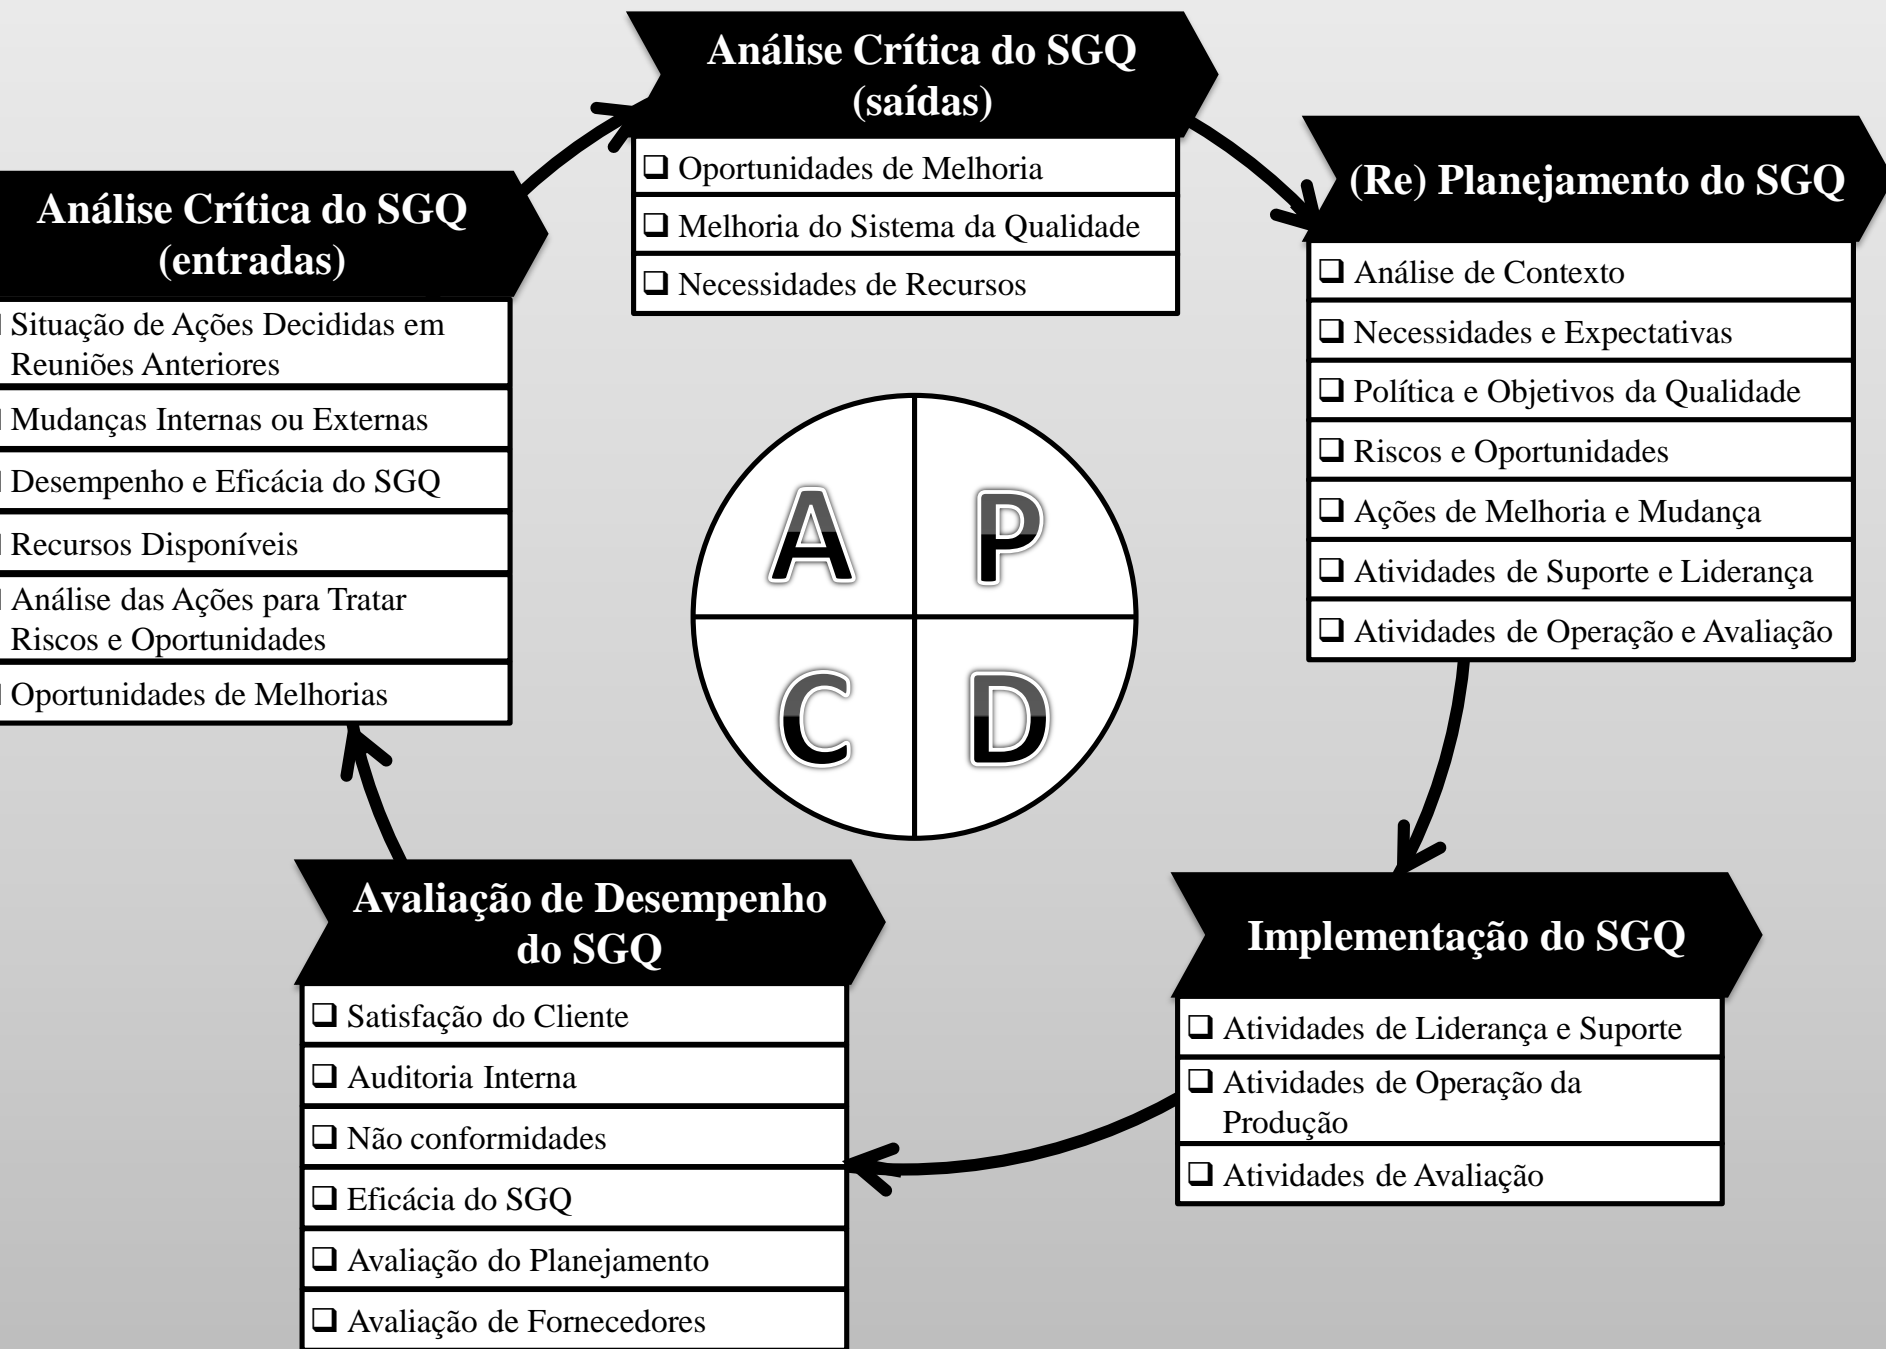 Análise Crítica do SGQ
(saídas)
Oportunidades de Melhoria
Melhoria do Sistema da Qualidade
Necessidades de Recursos
(Re) Planejamento do SGQ
Análise de Contexto
Necessidades e Expectativas
Política e Objetivos da Qualidade
Riscos e Oportunidades
Ações de Melhoria e Mudança
Atividades de Suporte e Liderança
Atividades de Operação e Avaliação
Análise Crítica do SGQ
(entradas)
Situação de Ações Decididas em
Reuniões Anteriores
Mudanças Internas ou Externas
Desempenho e Eficácia do SGQ
Recursos Disponíveis
Análise das Ações para Tratar
Riscos e Oportunidades
Oportunidades de Melhorias
A P
C D
Avaliação de Desempenho
do SGQ
Satisfação do Cliente
Auditoria Interna
Não conformidades
Eficácia do SGQ
Avaliação do Planejamento
Avaliação de Fornecedores
Implementação do SGQ
Atividades de Liderança e Suporte
Atividades de Operação da
Produção
Atividades de Avaliação